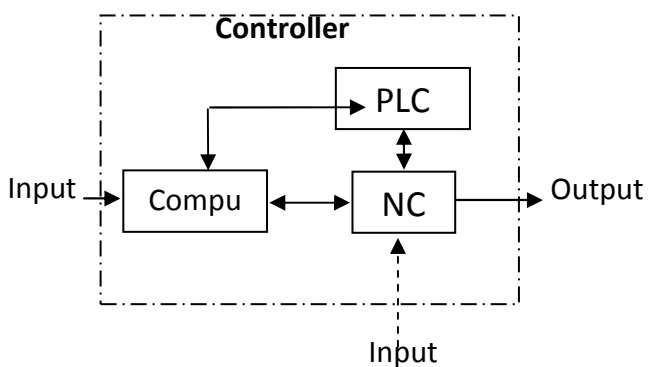 Controller
PLC
Input
Compu
NC
Output
Input